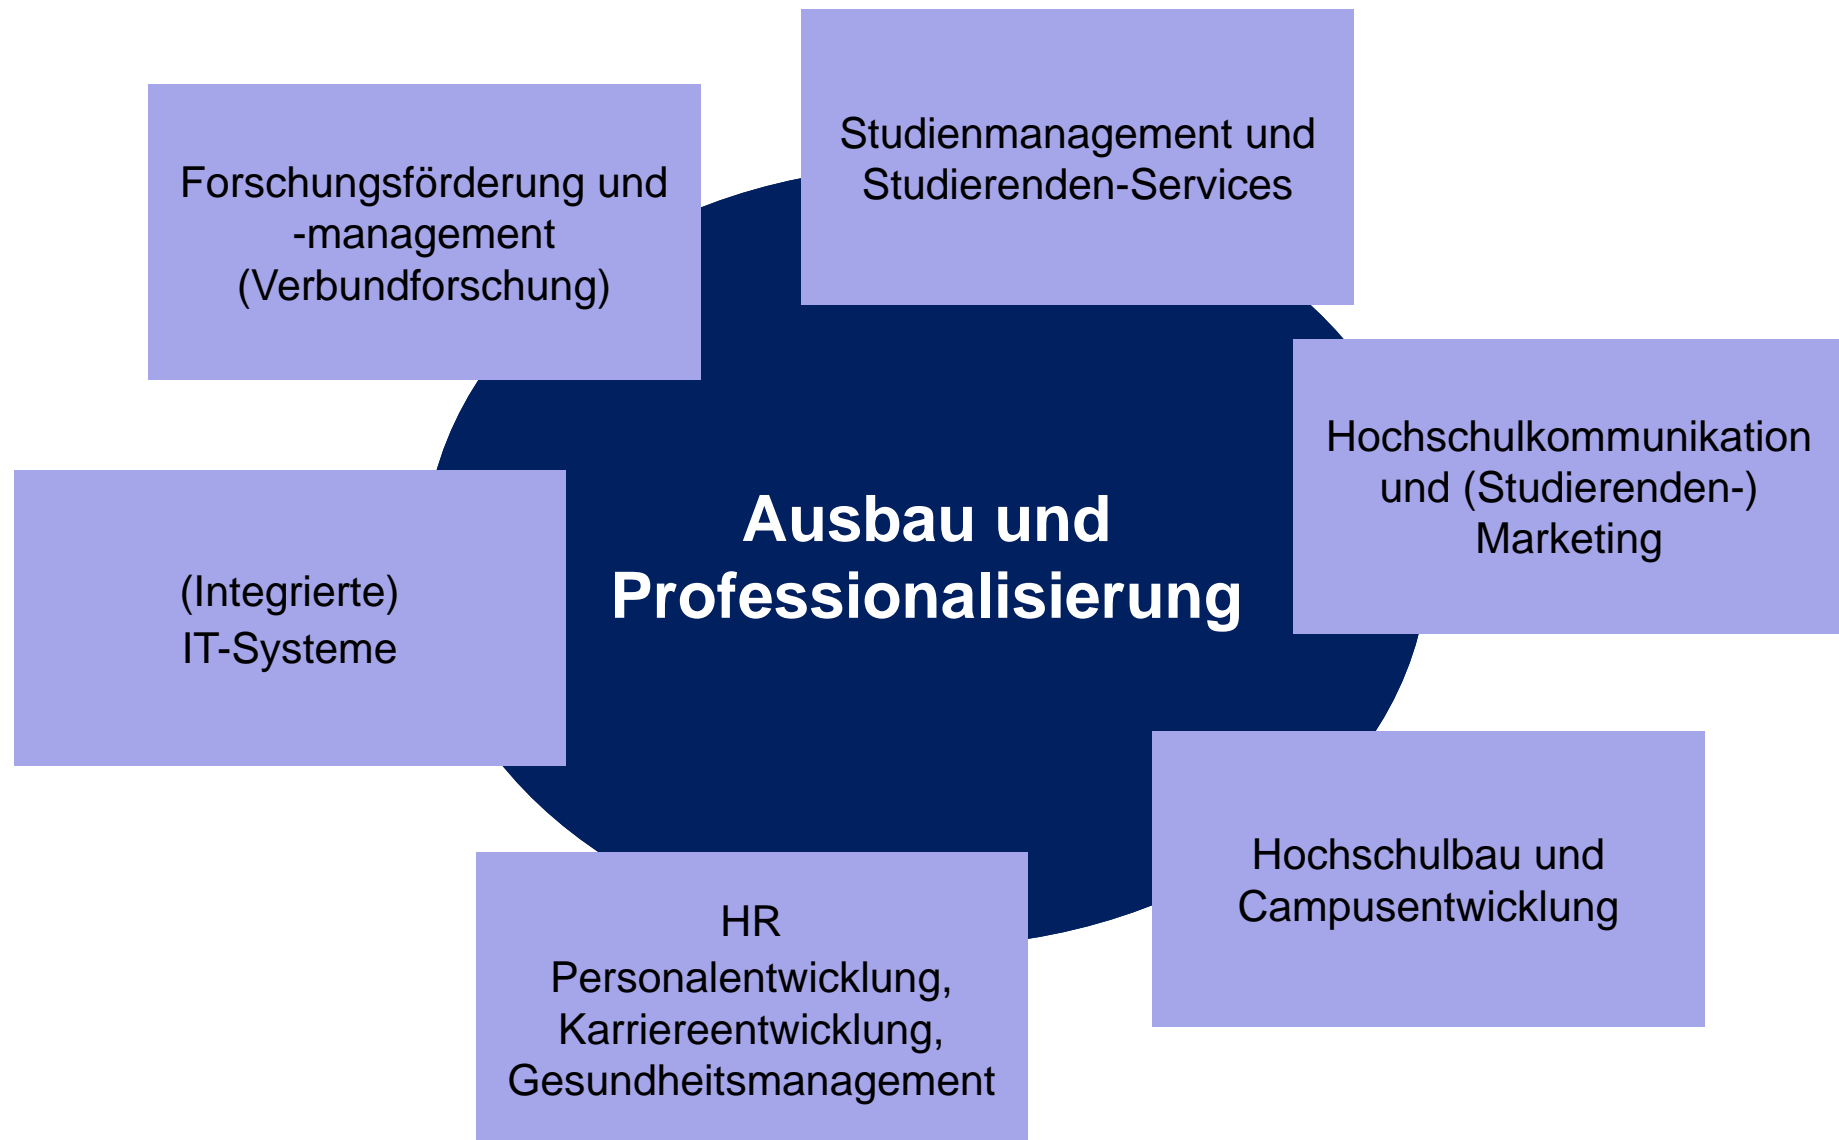 Studienmanagement und
Studierenden-Services
Forschungsförderung und
-management
(Verbundforschung)
Hochschulkommunikation
und (Studierenden-)
Marketing
Ausbau und
Professionalisierung
(Integrierte)
IT-Systeme
Hochschulbau und
Campusentwicklung
HR
Personalentwicklung,
Karriereentwicklung,
Gesundheitsmanagement